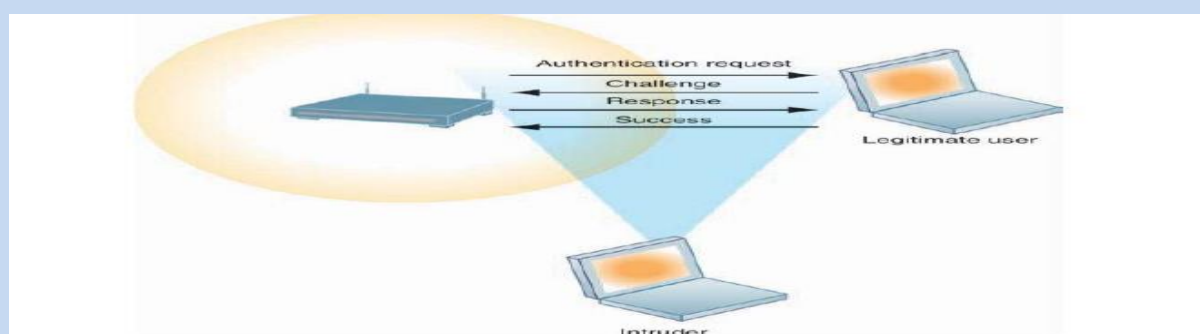 Authentication request
Challenge
Response
Success
Legitimate user
Intruder